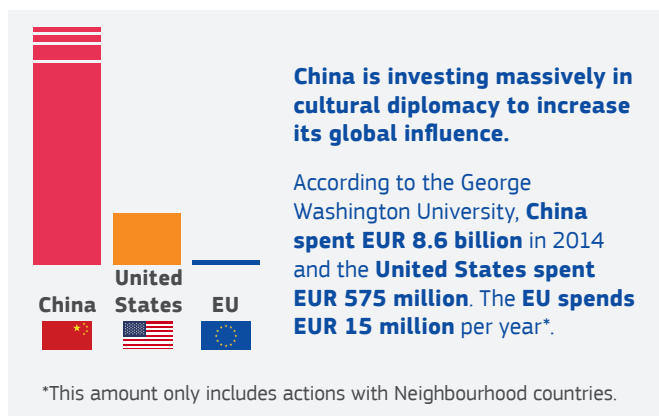 China is investing massively in
cultural diplomacy to increase
its global influence.
According to the George
Washington University, China
spent EUR 8.6 billion in 2014
and the United States spent
EUR 575 million. The EU spends
EUR 15 million per year*.
China
United
States
EU
*This amount only includes actions with Neighbourhood countries.